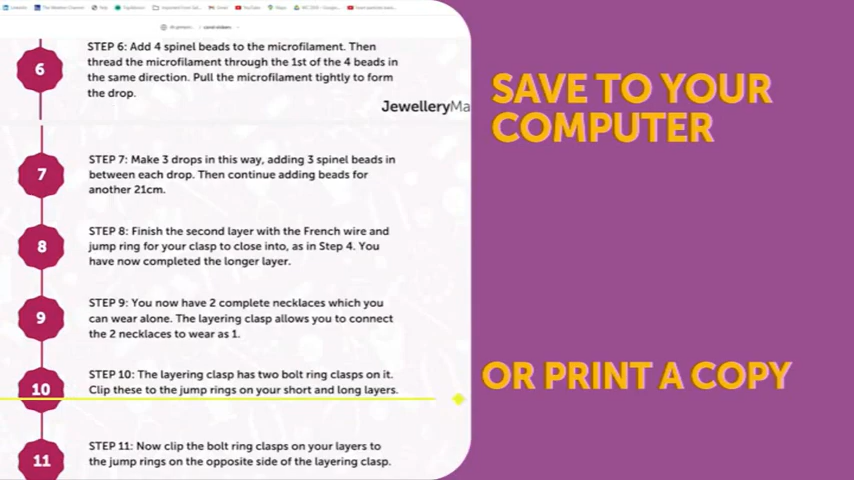 LinkedIn
The Weather Channel
Yelp
TripAdvisor
Gmail
YouTube
Maps
6
STEP 6: Add 4 spinel beads to the microfilament. Then
thread the microfilament through the 1st of the 4 beads in
the same direction. Pull the microfilament tightly to form
the drop.
JewelleryMa
7
STEP 7: Make 3 drops in this way, adding 3 spinel beads in
between each drop. Then continue adding beads for
another 21cm.
8
STEP 8: Finish the second layer with the French wire and
jump ring for your clasp to close into, as in Step 4. You
have now completed the longer layer.
9
STEP 9: You now have 2 complete necklaces which you
can wear alone. The layering clasp allows you to connect
the 2 necklaces to wear as 1.
10
STEP 10: The layering clasp has two bolt ring clasps on it.
Clip these to the jump rings on your short and long layers.
11
STEP 11: Now clip the bolt ring clasps on your layers to
the jump rings on the opposite side of the layering clasp.
SAVE TO YOUR
COMPUTER
OR PRINT A COPY